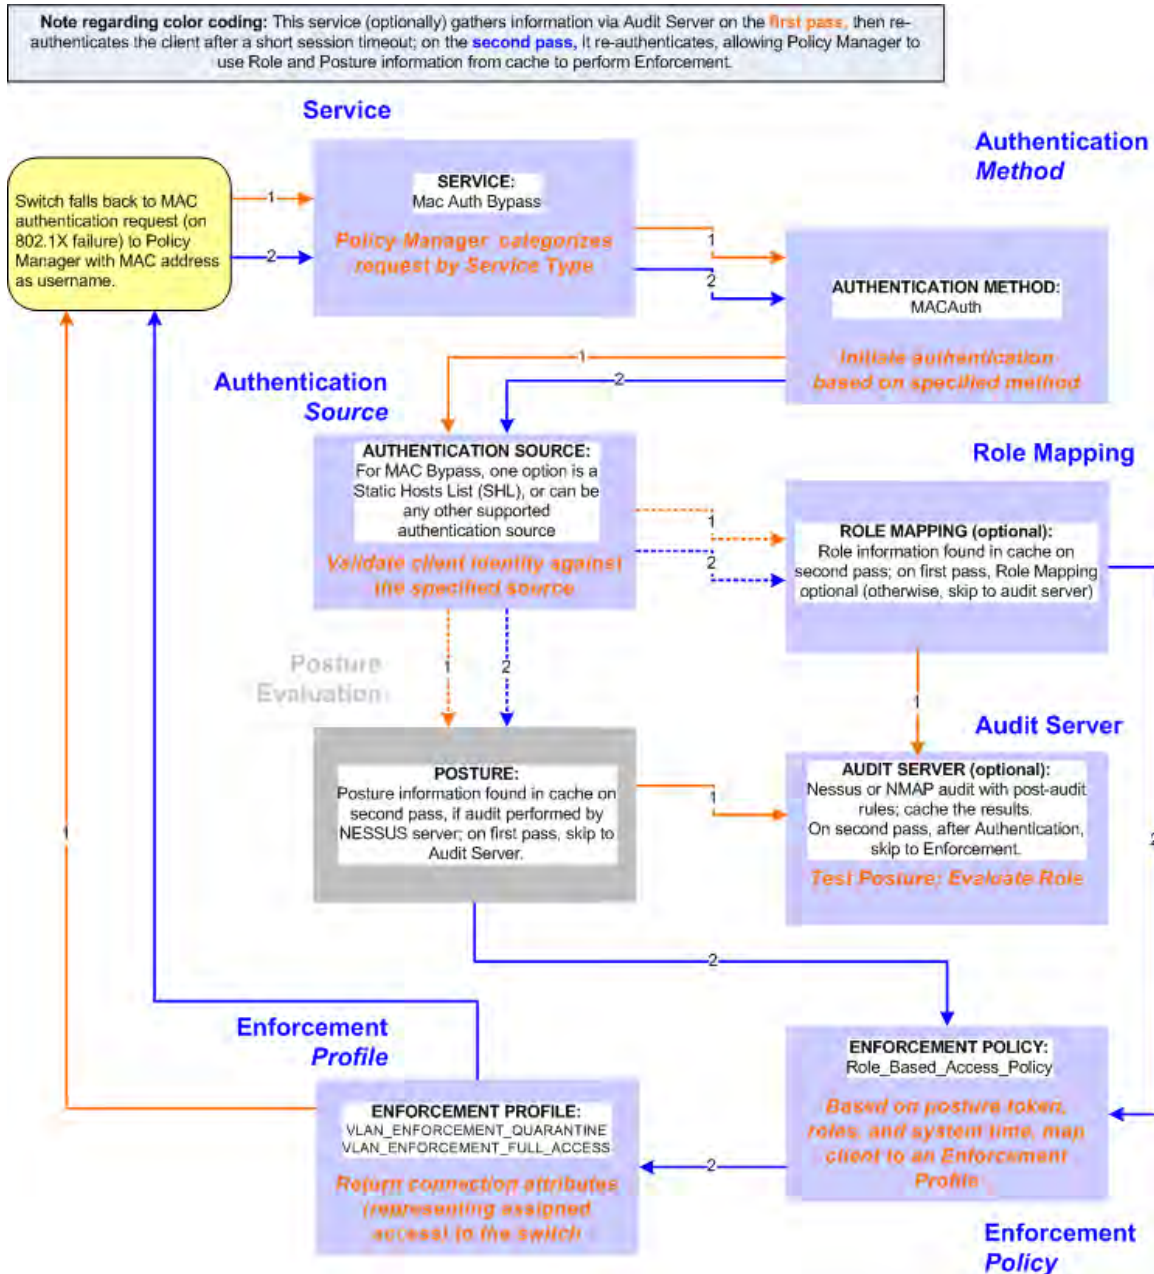 Note regarding color coding: This service (optionally) gathers information via Audit Server on the first pass, then re-
authenticates the client after a short session timeout; on the second pass, it re-authenticates, allowing Policy Manager to
use Role and Posture information from cache to perform Enforcement.
Service
Authentication
Method
Switch falls back to MAC
authentication request (on
802.1X failure) to Policy
Manager with MAC address
as username.
1
2
SERVICE:
Mac Auth Bypass
Policy Manager categorizes
request by Service Type
1
2
AUTHENTICATION METHOD:
MACAuth
Initiate authentication
based on specified method
1
2
Authentication
Source
AUTHENTICATION SOURCE:
For MAC Bypass, one option is a
Static Hosts List (SHL), or can be
any other supported
authentication source
Validate client identity against
the specified source
1
2
Role Mapping
ROLE MAPPING (optional):
Role information found in cache on
second pass; on first pass, Role Mapping
optional (otherwise, skip to audit server)
Posture
Evaluation
1
2
1
Audit Server
POSTURE:
Posture information found in cache on
second pass, if audit performed by
NESSUS server; on first pass, skip to
Audit Server.
1
AUDIT SERVER (optional):
Nessus or NMAP audit with post-audit
rules; cache the results.
On second pass, after Authentication,
skip to Enforcement.
Test Posture; Evaluate Role
1
2
2
Enforcement
Profile
ENFORCEMENT POLICY:
Role_Based_Access_Policy
Based on posture token,
roles, and system time, map
client to an Enforcement
Profile
ENFORCEMENT PROFILE:
VLAN_ENFORCEMENT_QUARANTINE
VLAN_ENFORCEMENT_FULL_ACCESS
Return connection attributes
(representing assigned
access) to the switch
2
Enforcement
Policy